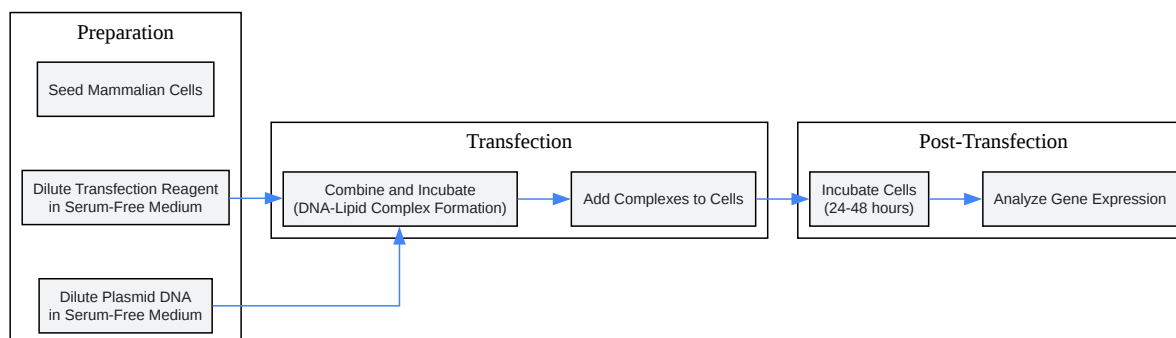 Preparation
Seed Mammalian Cells
Dilute Transfection Reagent
in Serum-Free Medium
Dilute Plasmid DNA
in Serum-Free Medium
Transfection
Combine and Incubate
(DNA-Lipid Complex Formation)
Add Complexes to Cells
Post-Transfection
Incubate Cells
(24-48 hours)
Analyze Gene Expression